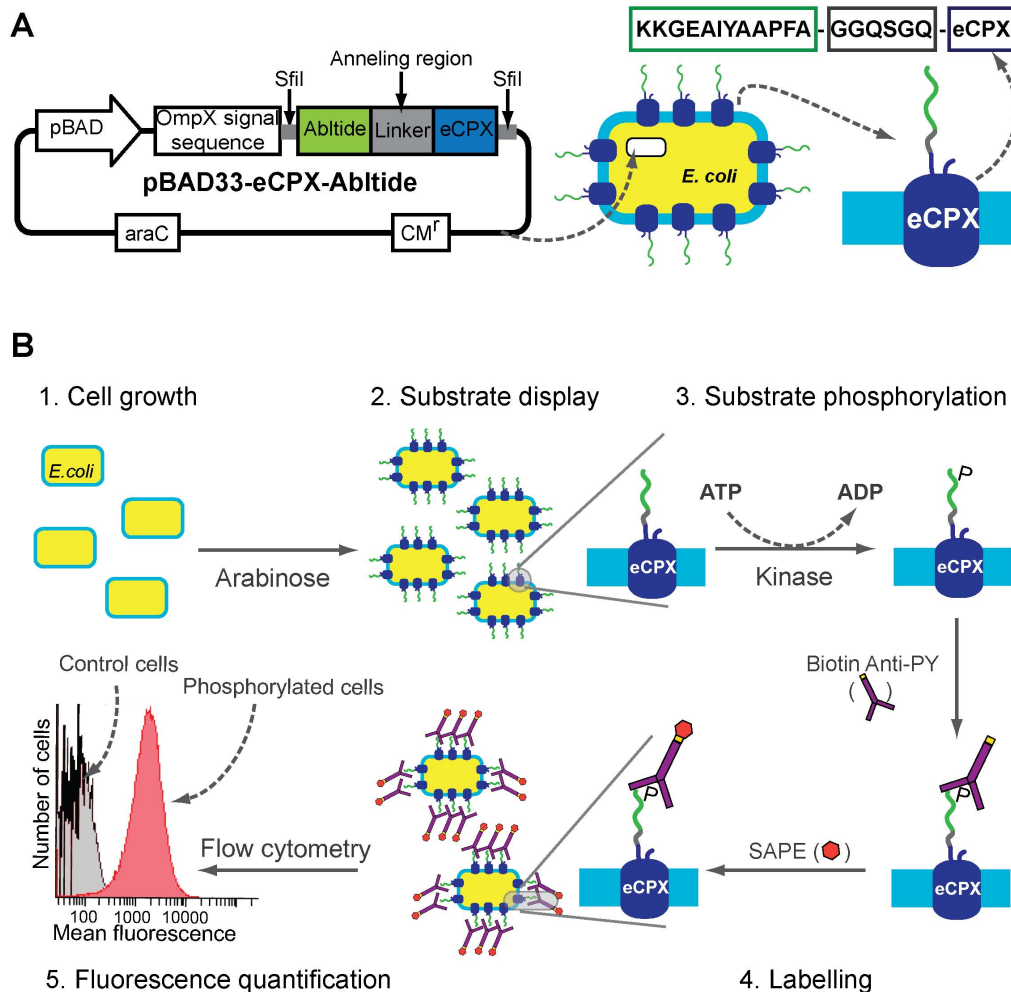 A
KKGEAIYAAPFA-GGQSGQ-eCPX
Anneling region
SfiI
SfiI
pBAD
OmpX signal
sequence
Abltide
Linker
eCPX
pBAD33-eCPX-Abltide
araC
CMr
E. coli
eCPX
B
1. Cell growth
2. Substrate display
3. Substrate phosphorylation
E.coli
Arabinose
eCPX
ATP
ADP
Kinase
P
eCPX
Biotin Anti-PY
( )
P
eCPX
SAPE ( )
P
eCPX
Flow cytometry
Control cells
Phosphorylated cells
Number of cells
100 1000 10000
Mean fluorescence
5. Fluorescence quantification
4. Labelling